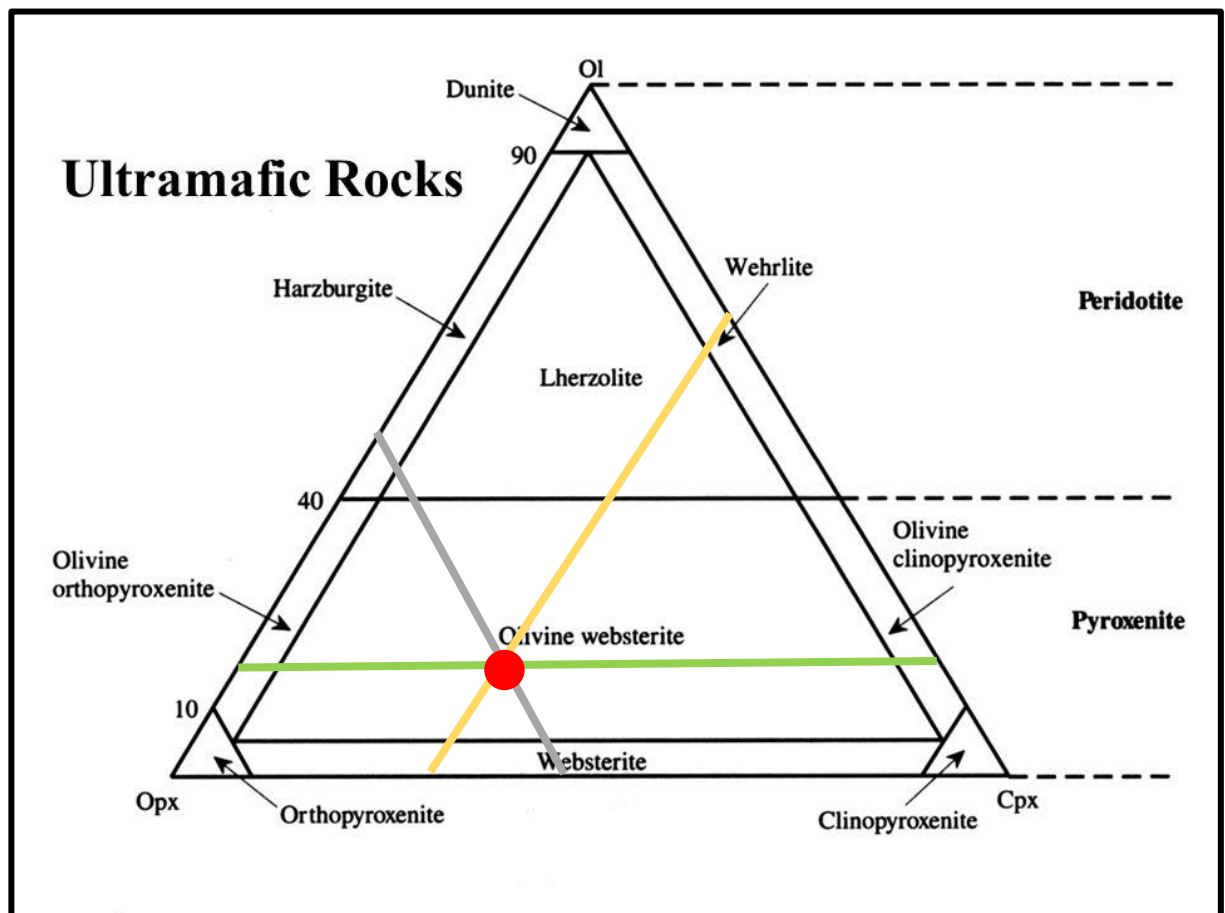 Ol
Dunite
90
Ultramafic Rocks
Wehrlite
Harzburgite
Peridotite
Lherzolite
40
Olivine
clinopyroxenite
Olivine
orthopyroxenite
Pyroxenite
Olivine websterite
10
Websterite
Opx
Cpx
Orthopyroxenite
Clinopyroxenite